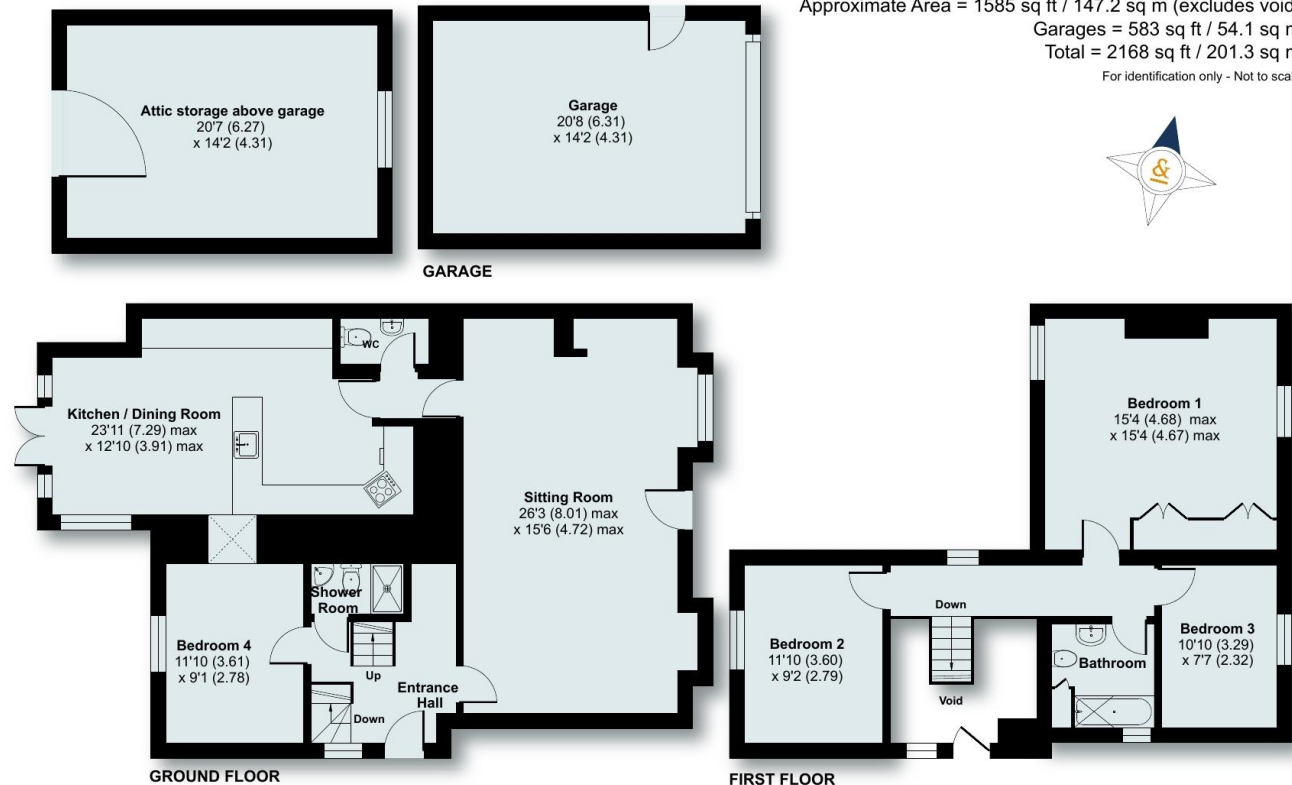 Approximate Area = 1585 sq ft / 147.2 sq m (excludes void
Garages = 583 sq ft / 54.1 sq m
Total = 2168 sq ft / 201.3 sq m
For identification only - Not to sca
&
Attic storage above garage
20'7 (6.27)
x 14'2 (4.31)
Garage
20'8 (6.31)
x 14'2 (4.31)
GARAGE
WC
Kitchen / Dining Room
23'11 (7.29) max
x 12'10 (3.91) max
Sitting Room
26'3 (8.01) max
x 15'6 (4.72) max
Shower
Room
Bedroom 4
11'10 (3.61)
x 9'1 (2.78)
Up
Entrance
Hall
Down
GROUND FLOOR
Bedroom 1
15'4 (4.68) max
x 15'4 (4.67) max
Down
Bedroom 2
11'10 (3.60)
x 9'2 (2.79)
Bedroom 3
10'10 (3.29)
x 7'7 (2.32)
Bathroom
Void
FIRST FLOOR